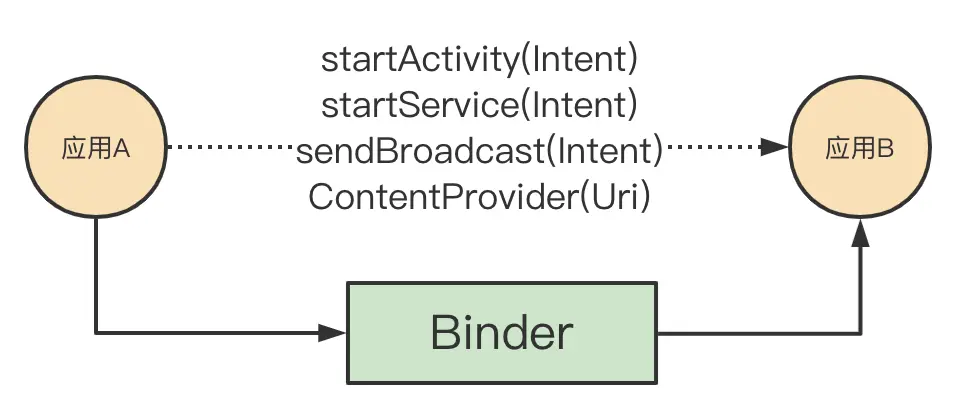 startActivity(Intent)
startService(Intent)
应用A
sendBroadcast(Intent)
应用B
ContentProvider(Uri)
Binder